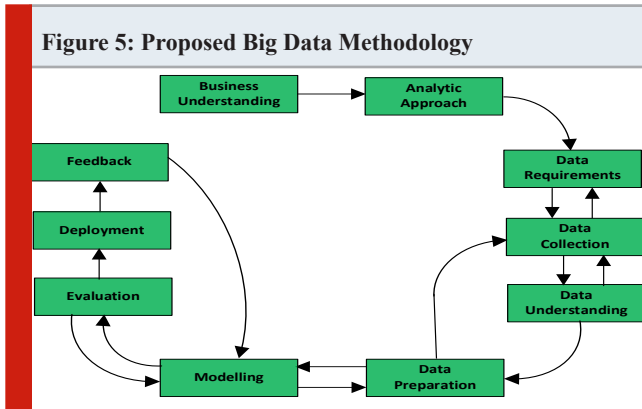 Figure 5: Proposed Big Data Methodology
Business
Understanding
Analytic
Approach
Feedback
Data
Requirements
Deployment
Data
Collection
Evaluation
Data
Understanding
Modelling
Data
Preparation